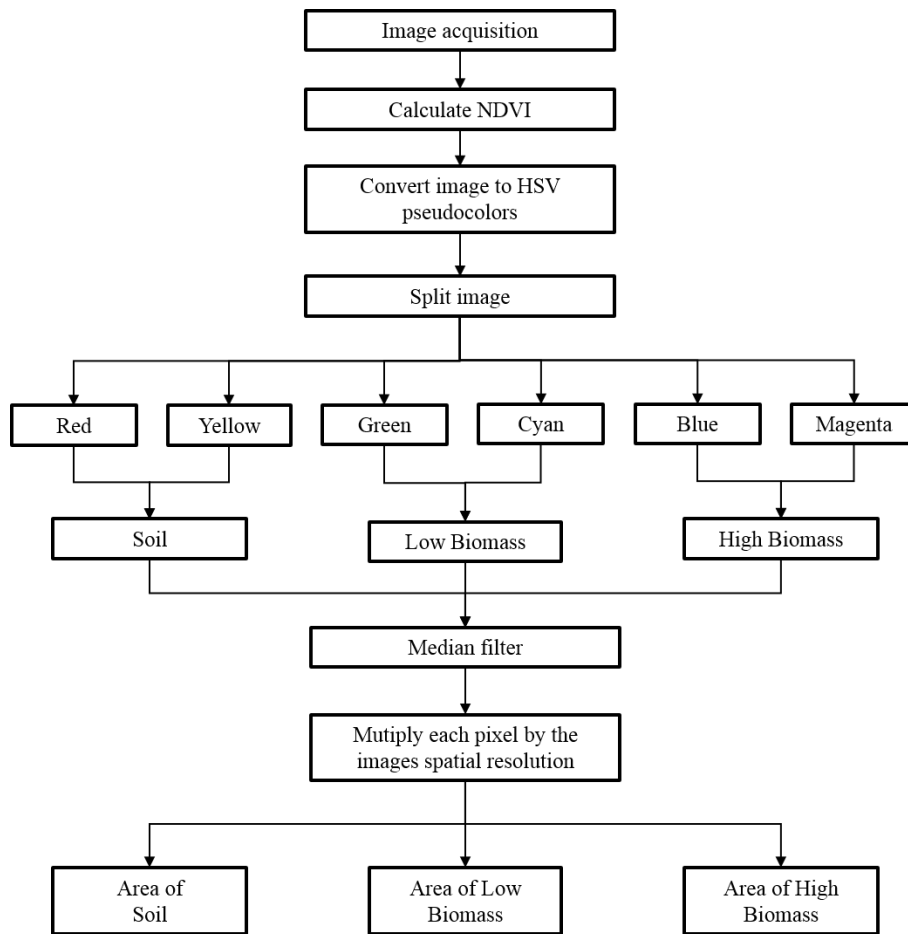 Image acquisition
Calculate NDVI
Convert image to HSV
pseudocolors
Split image
Red
Yellow
Green
Cyan
Blue
Magenta
Soil
Low Biomass
High Biomass
Median filter
Mutiply each pixel by the
images spatial resolution
Area of
Soil
Area of Low
Biomass
Area of High
Biomass